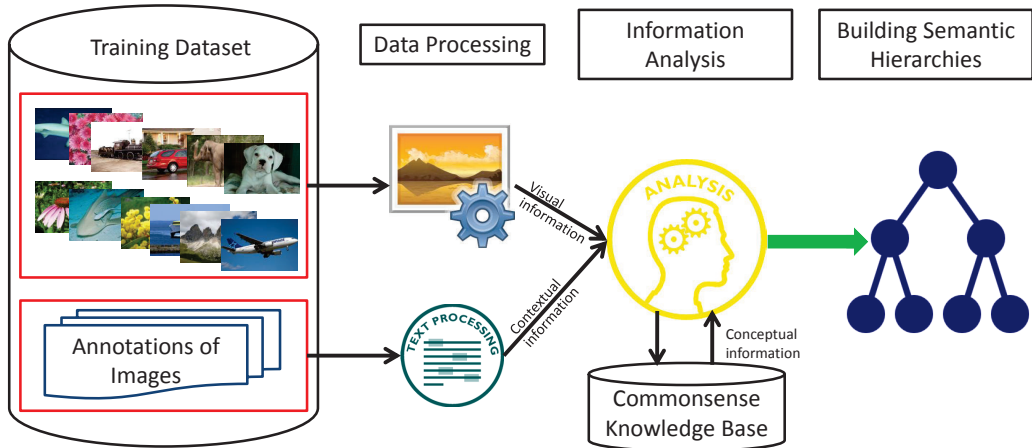 Training Dataset
Data Processing
Information
Analysis
Building Semantic
Hierarchies
ANALYSIS
Visual
information
Contextual
information
TEXT PROCESSING
Annotations of
Images
Conceptual
information
Commonsense
Knowledge Base